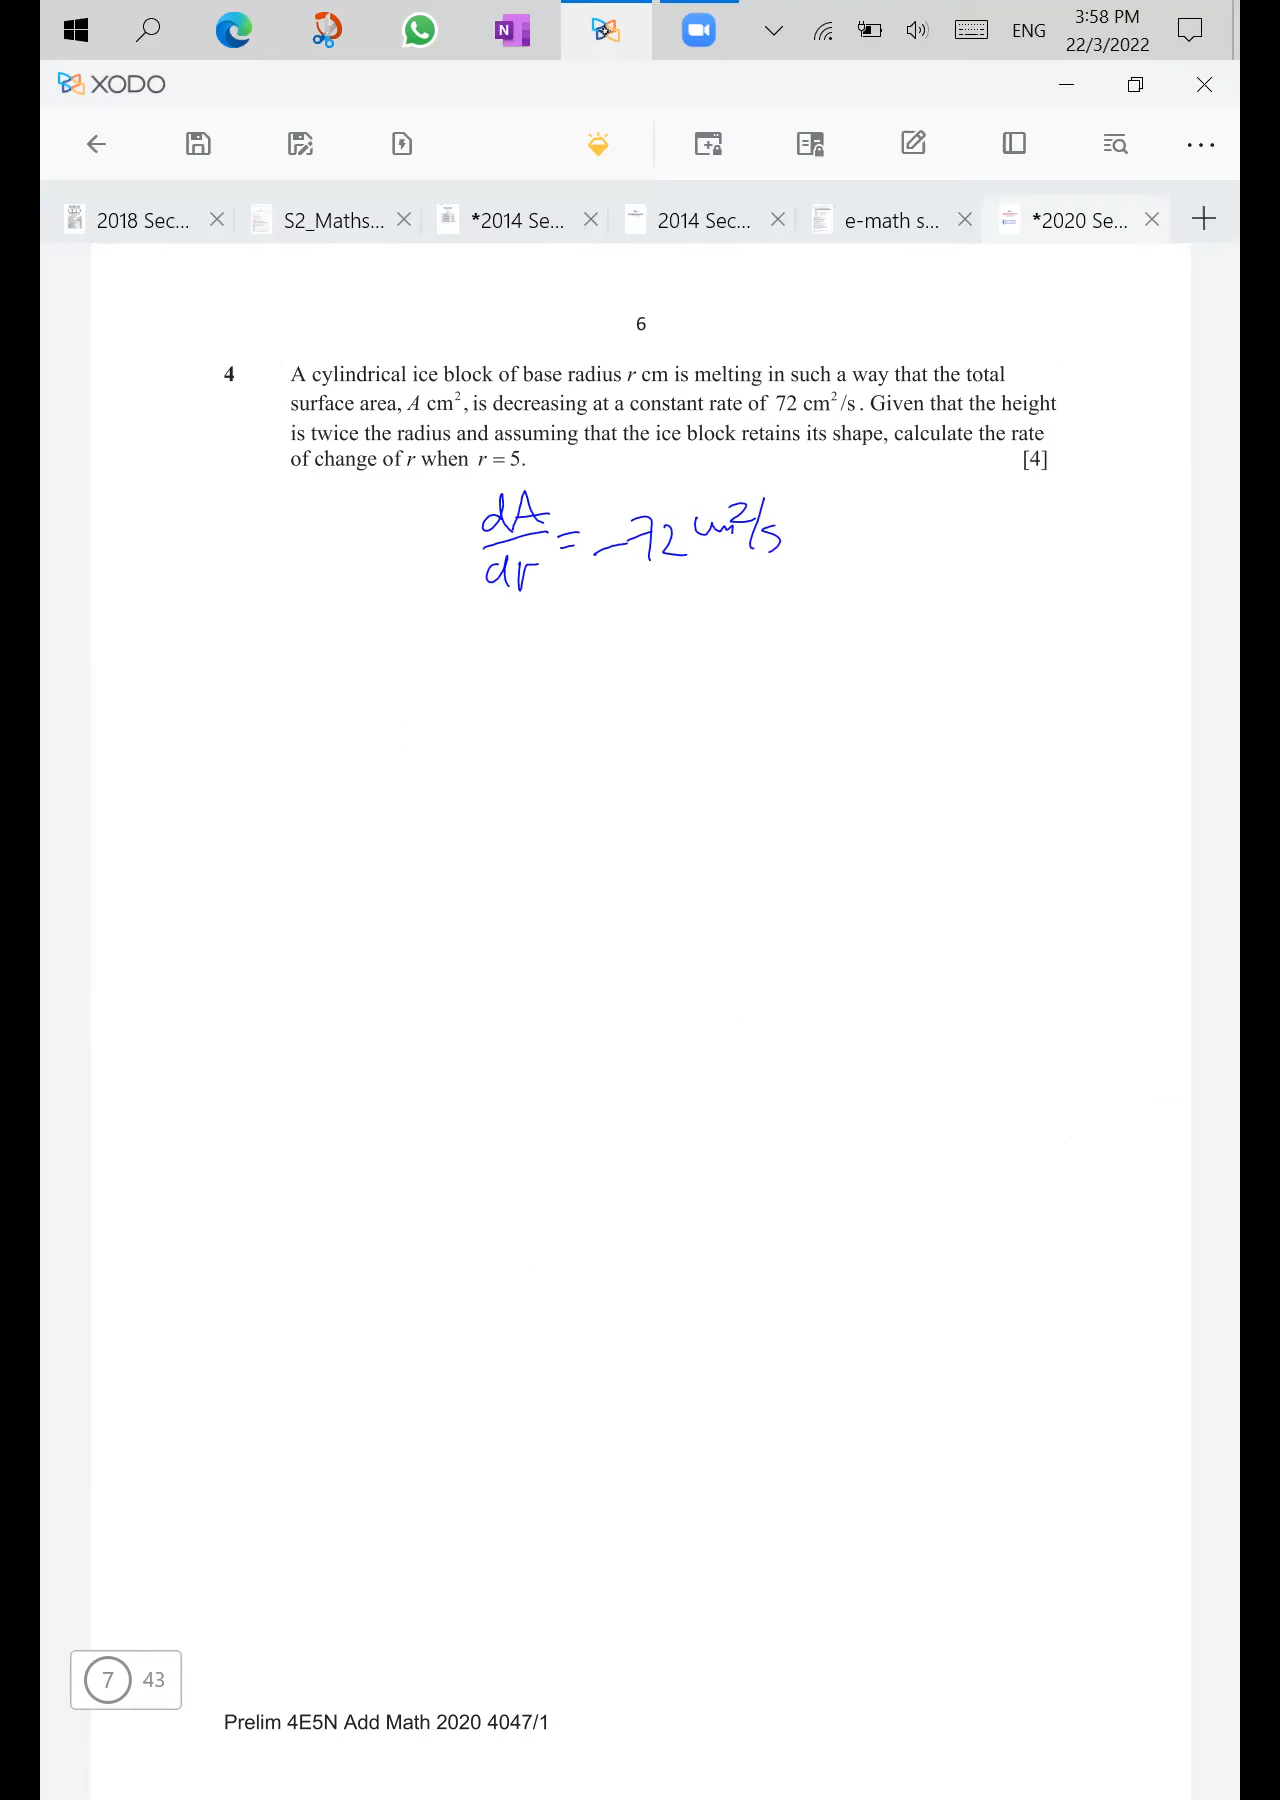 3:58 PM
ENG
22/3/2022
XODO
2018 Sec...
S2_Maths...
*2014 Se...
2014 Sec...
e-math s...
*2020 Se...
6
4 A cylindrical ice block of base radius r cm is melting in such a way that the total
surface area, A cm², is decreasing at a constant rate of 72 cm²/s. Given that the height
is twice the radius and assuming that the ice block retains its shape, calculate the rate
of change of r when r = 5. [4]
dA/dr = -72 cm²/s
7 43
Prelim 4E5N Add Math 2020 4047/1